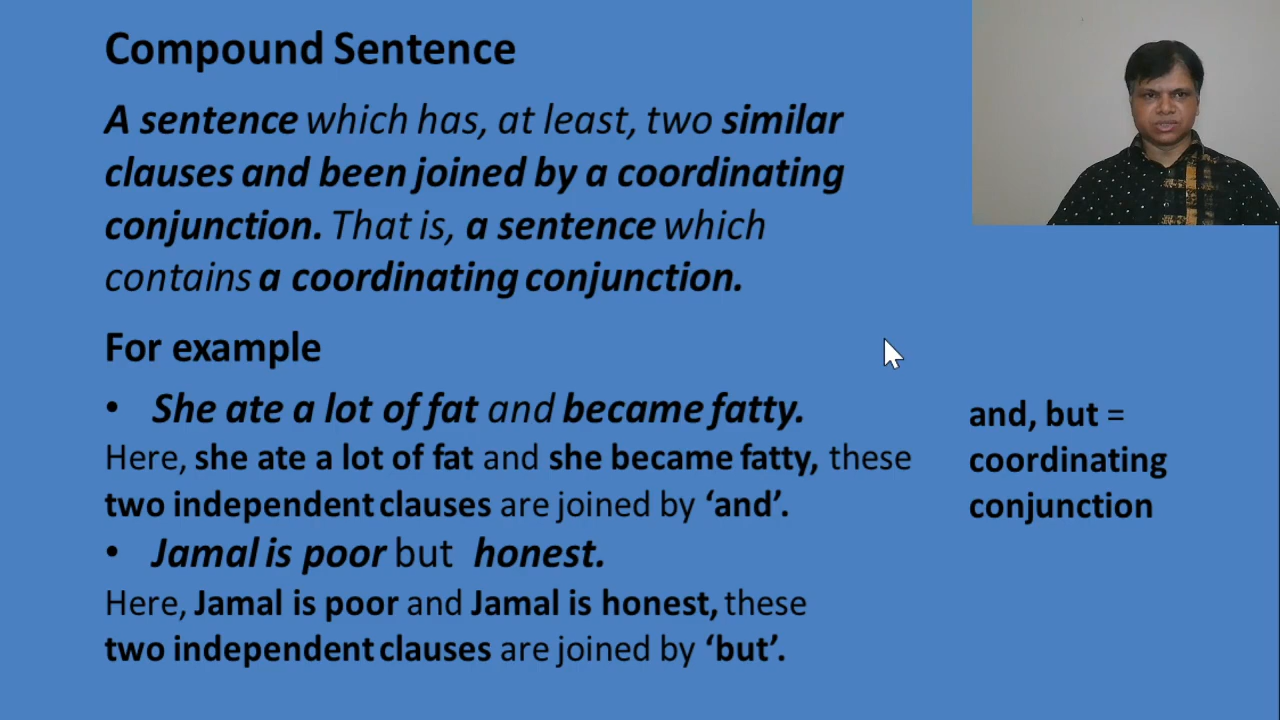 Compound Sentence
A sentence which has, at least, two similar
clauses and been joined by a coordinating
conjunction. That is, a sentence which
contains a coordinating conjunction.
For example
• She ate a lot of fat and became fatty.
Here, she ate a lot of fat and she became fatty, these
two independent clauses are joined by ‘and’.
• Jamal is poor but honest.
Here, Jamal is poor and Jamal is honest, these
two independent clauses are joined by ‘but’.
and, but =
coordinating
conjunction